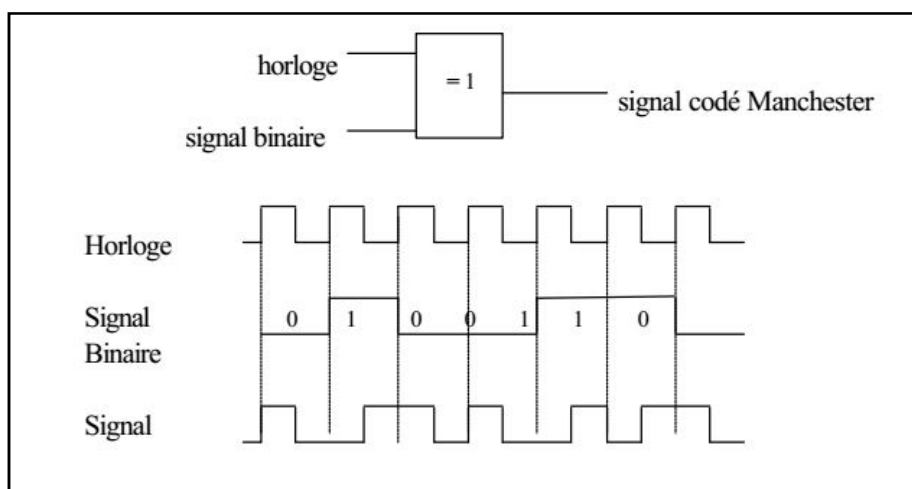 horloge
= 1
signal codé Manchester
signal binaire
Horloge
Signal 0 1 0 0 1 1 0
Binaire
Signal